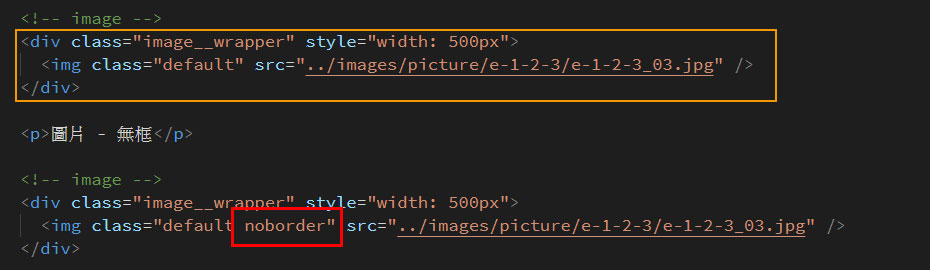 <!-- image -->
<div class="image__wrapper" style="width: 500px">
<img class="default" src="../images/picture/e-1-2-3/e-1-2-3_03.jpg" />
</div>
<p>圖片 - 無框</p>
<!-- image -->
<div class="image__wrapper" style="width: 500px">
<img class="default noborder" src="../images/picture/e-1-2-3/e-1-2-3_03.jpg" />
</div>